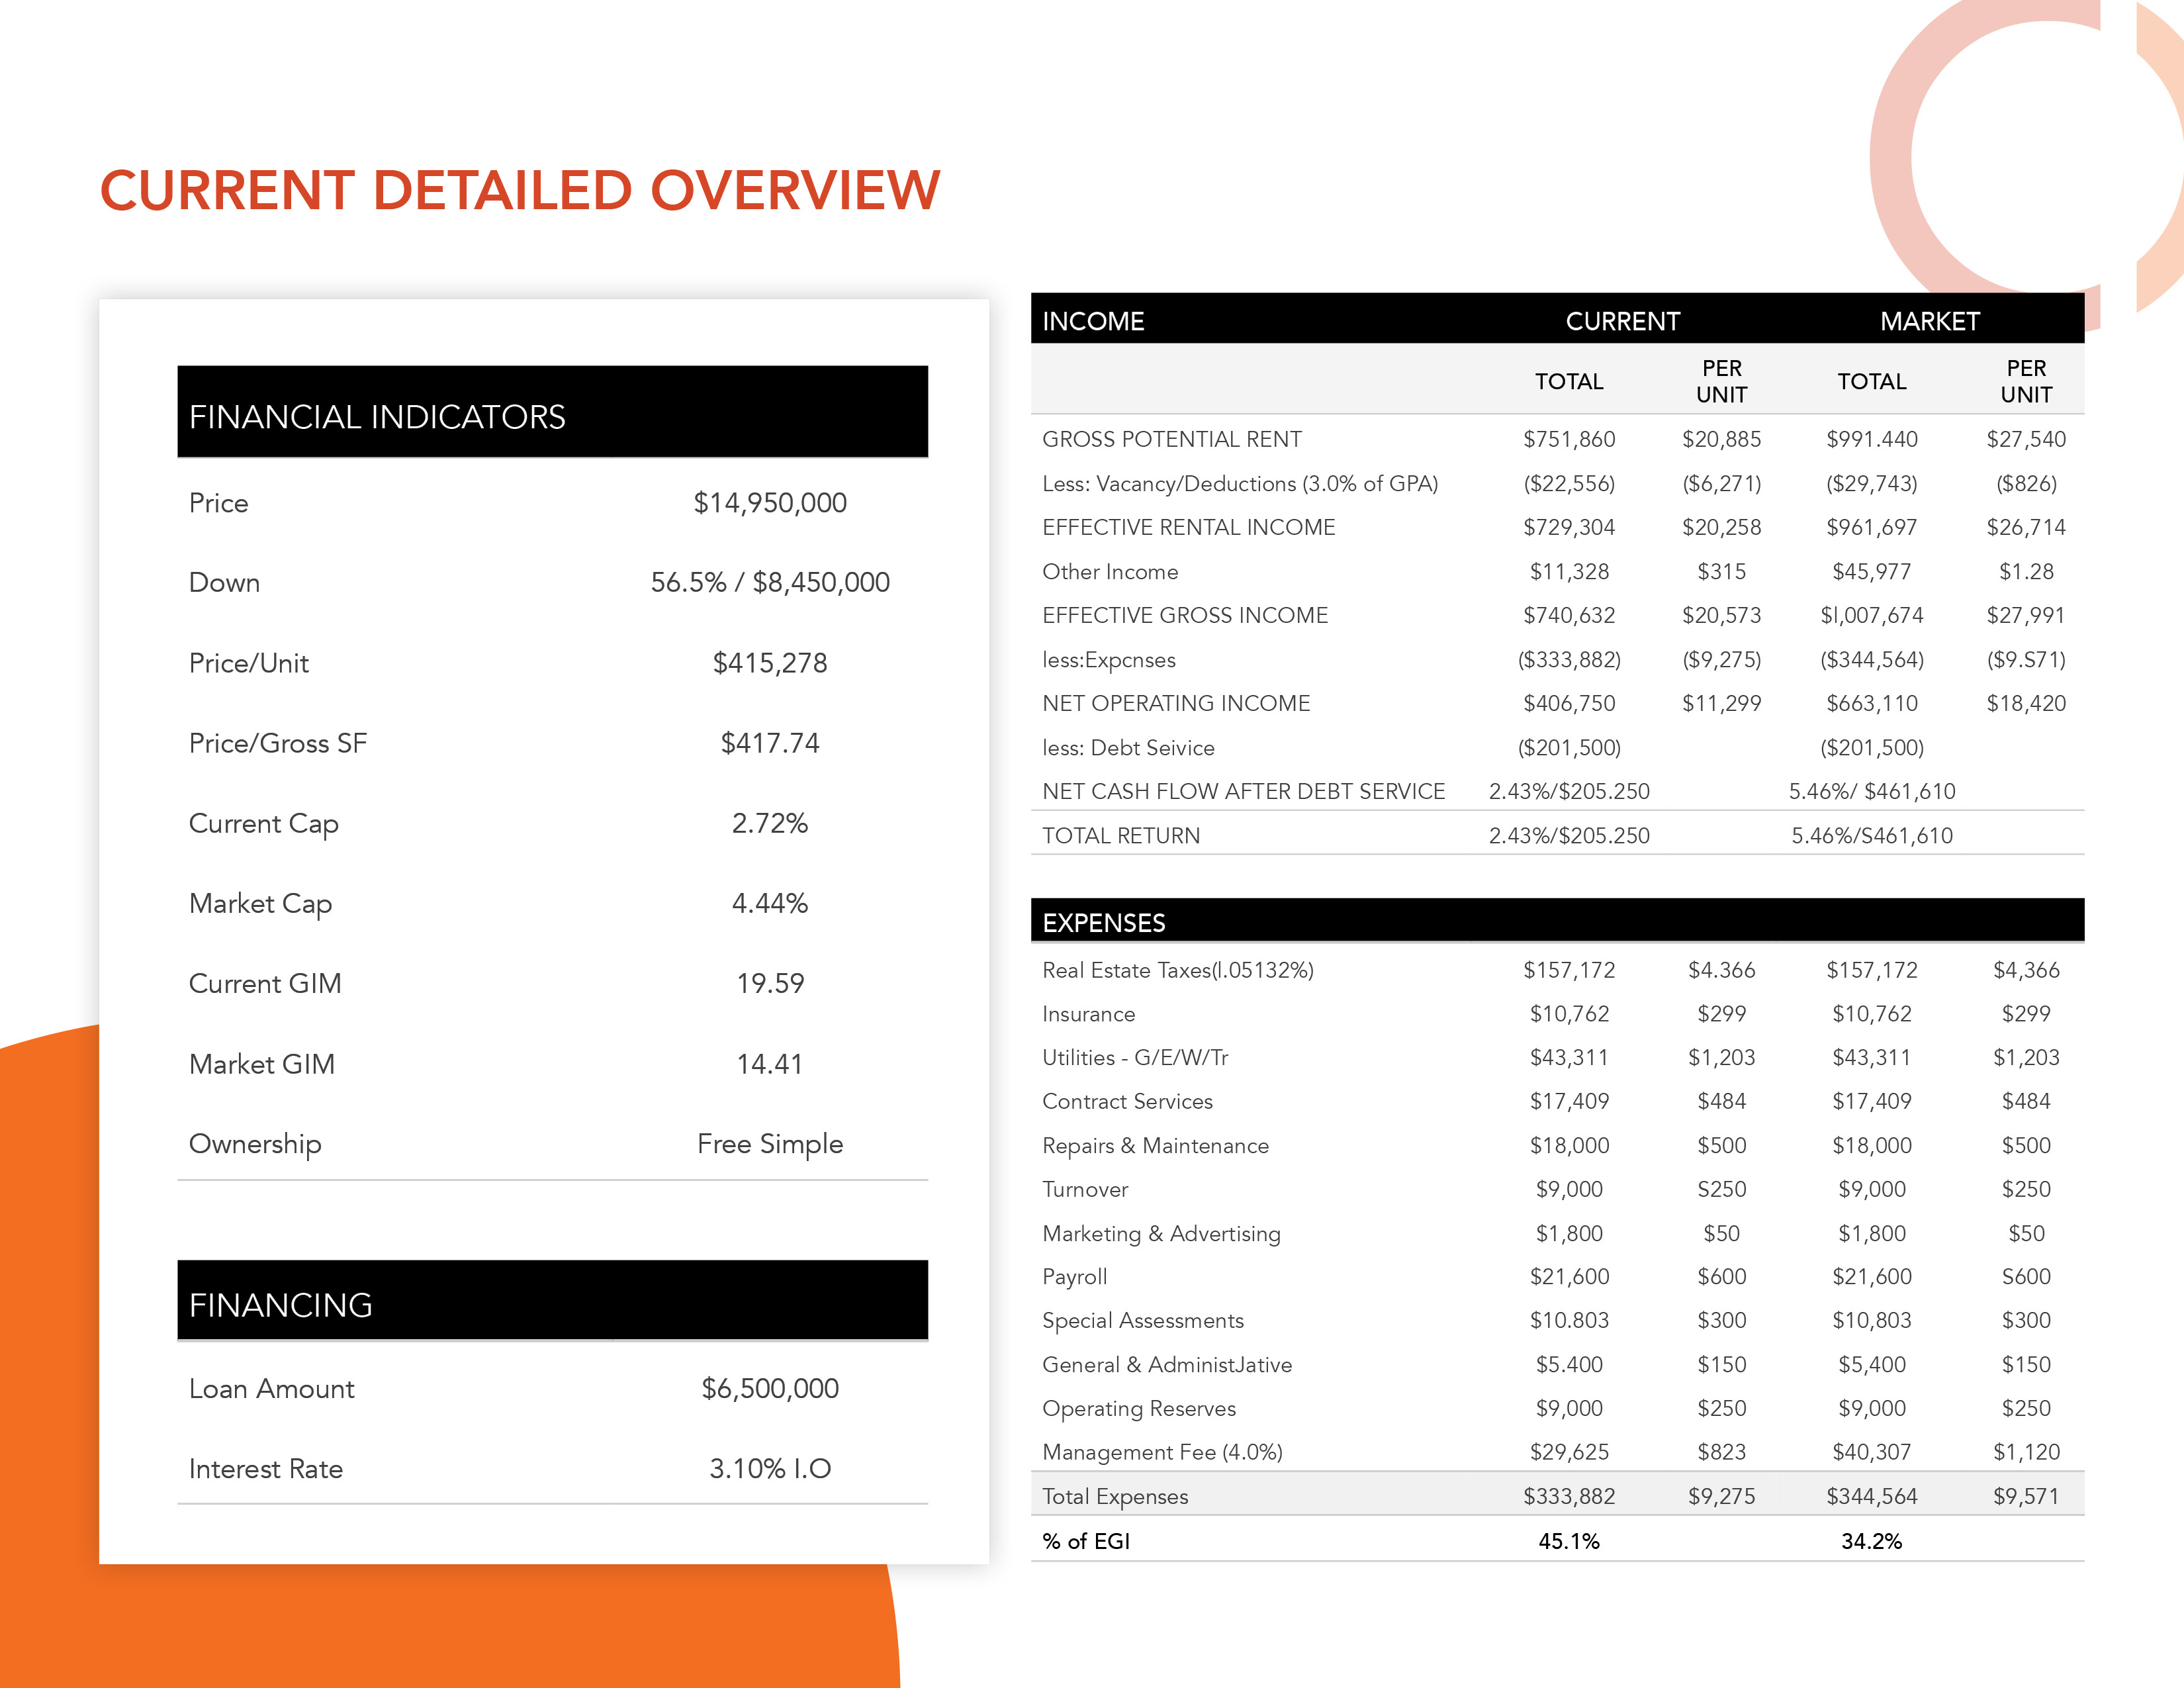 CURRENT DETAILED OVERVIEW
FINANCIAL INDICATORS
Price $14,950,000
Down 56.5% / $8,450,000
Price/Unit $415,278
Price/Gross SF $417.74
Current Cap 2.72%
Market Cap 4.44%
Current GIM 19.59
Market GIM 14.41
Ownership Free Simple
FINANCING
Loan Amount $6,500,000
Interest Rate 3.10% I.O
INCOME CURRENT MARKET
TOTAL PER UNIT TOTAL PER UNIT
GROSS POTENTIAL RENT $751,860 $20,885 $991.440 $27,540
Less: Vacancy/Deductions (3.0% of GPA) ($22,556) ($6,271) ($29,743) ($826)
EFFECTIVE RENTAL INCOME $729,304 $20,258 $961,697 $26,714
Other Income $11,328 $315 $45,977 $1.28
EFFECTIVE GROSS INCOME $740,632 $20,573 $l,007,674 $27,991
less:Expcnses ($333,882) ($9,275) ($344,564) ($9.S71)
NET OPERATING INCOME $406,750 $11,299 $663,110 $18,420
less: Debt Seivice ($201,500) ($201,500)
NET CASH FLOW AFTER DEBT SERVICE 2.43%/$205.250 5.46%/ $461,610
TOTAL RETURN 2.43%/$205.250 5.46%/S461,610
EXPENSES
Real Estate Taxes(l.05132%) $157,172 $4.366 $157,172 $4,366
Insurance $10,762 $299 $10,762 $299
Utilities - G/E/W/Tr $43,311 $1,203 $43,311 $1,203
Contract Services $17,409 $484 $17,409 $484
Repairs & Maintenance $18,000 $500 $18,000 $500
Turnover $9,000 S250 $9,000 $250
Marketing & Advertising $1,800 $50 $1,800 $50
Payroll $21,600 $600 $21,600 S600
Special Assessments $10.803 $300 $10,803 $300
General & AdministJative $5.400 $150 $5,400 $150
Operating Reserves $9,000 $250 $9,000 $250
Management Fee (4.0%) $29,625 $823 $40,307 $1,120
Total Expenses $333,882 $9,275 $344,564 $9,571
% of EGI 45.1% 34.2%